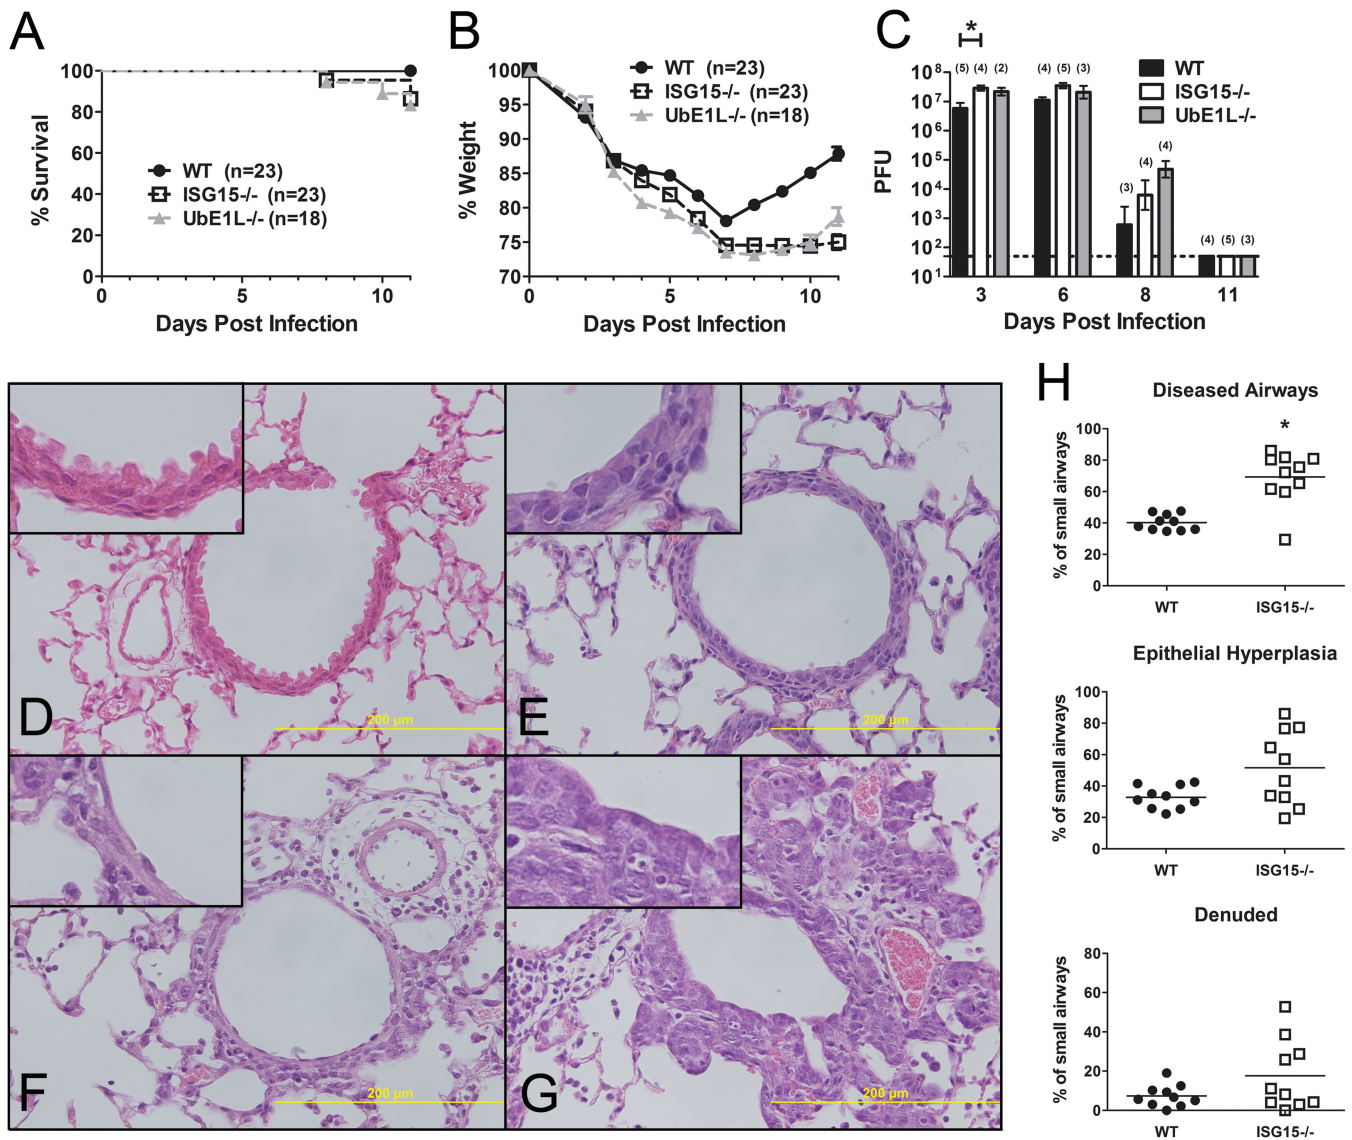 A
% Survival
100
80
60
40
20
0
WT (n=23)
ISG15-/- (n=23)
UbE1L-/- (n=18)
0 5 10
Days Post Infection
B
% Weight
100
95
90
85
80
75
70
WT (n=23)
ISG15-/- (n=23)
UbE1L-/- (n=18)
0 5 10
Days Post Infection
C
*
PFU
10^8
10^7
10^6
10^5
10^4
10^3
10^2
10^1
(5) (4) (2)
(4) (5) (3)
(3) (4) (4)
(4) (5) (3)
WT
ISG15-/-
UbE1L-/-
3 6 8 11
Days Post Infection
D
200 µm
E
200 µm
F
200 µm
G
200 µm
H
Diseased Airways
% of small airways
100
80
60
40
20
0
*
WT ISG15-/-
Epithelial Hyperplasia
% of small airways
100
80
60
40
20
0
WT ISG15-/-
Denuded
% of small airways
80
60
40
20
0
WT ISG15-/-